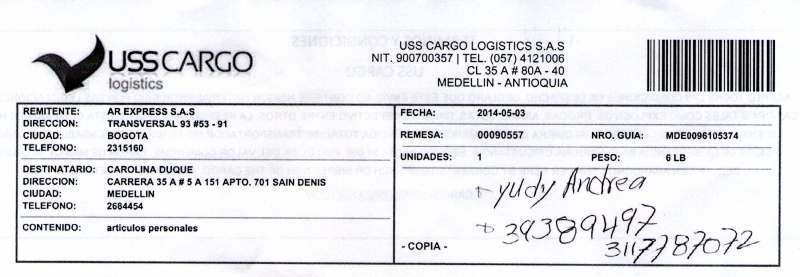 USSCARGO
logistics
USS CARGO LOGISTICS S.A.S
NIT. 900700357 | TEL. (057) 4121006
CL 35 A # 80A - 40
MEDELLIN - ANTIOQUIA
REMITENTE: AR EXPRESS S.A.S
DIRECCION: TRANSVERSAL 93 #53 - 91
CIUDAD: BOGOTA
TELEFONO: 2315160
DESTINATARIO: CAROLINA DUQUE
DIRECCION: CARRERA 35 A # 5 A 151 APTO. 701 SAIN DENIS
CIUDAD: MEDELLIN
TELEFONO: 2684454
CONTENIDO: articulos personales
FECHA: 2014-05-03
REMESA: 00090557 NRO. GUIA: MDE0096105374
UNIDADES: 1 PESO: 6 LB
yudy Andrea
39389497
3117787072
- COPIA -